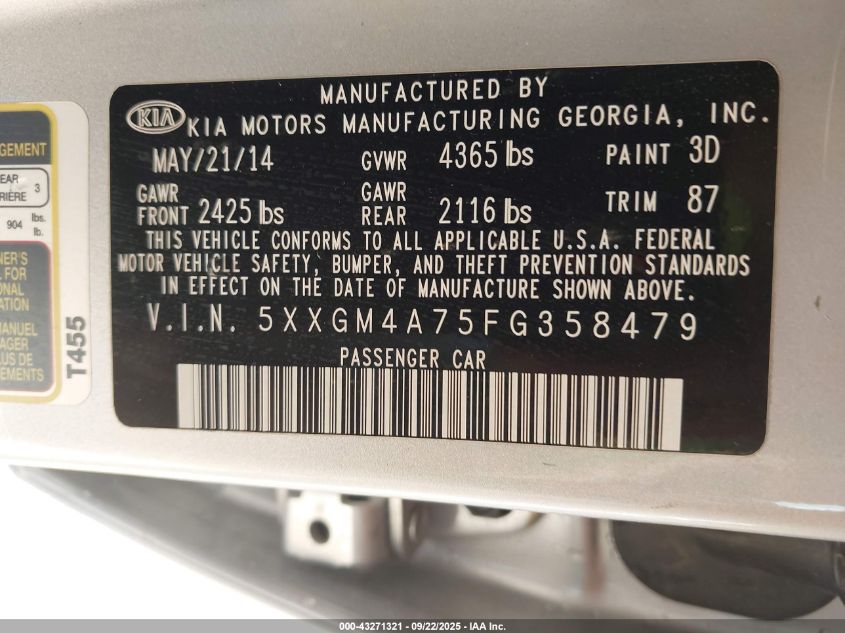 MANUFACTURED BY
KIA KIA MOTORS MANUFACTURING GEORGIA, INC.
MAY/21/14 GVWR 4365 lbs PAINT 3D
GAWR FRONT 2425 lbs GAWR REAR 2116 lbs TRIM 87
THIS VEHICLE CONFORMS TO ALL APPLICABLE U.S.A. FEDERAL
MOTOR VEHICLE SAFETY, BUMPER, AND THEFT PREVENTION STANDARDS
IN EFFECT ON THE DATE OF MANUFACTURE SHOWN ABOVE.
V.I.N. 5XXGM4A75FG358479
PASSENGER CAR
3
904 lbs.
lb.
FOR
MANUEL
DE
T455
000-43271321 - 09/22/2025 - IAA Inc.